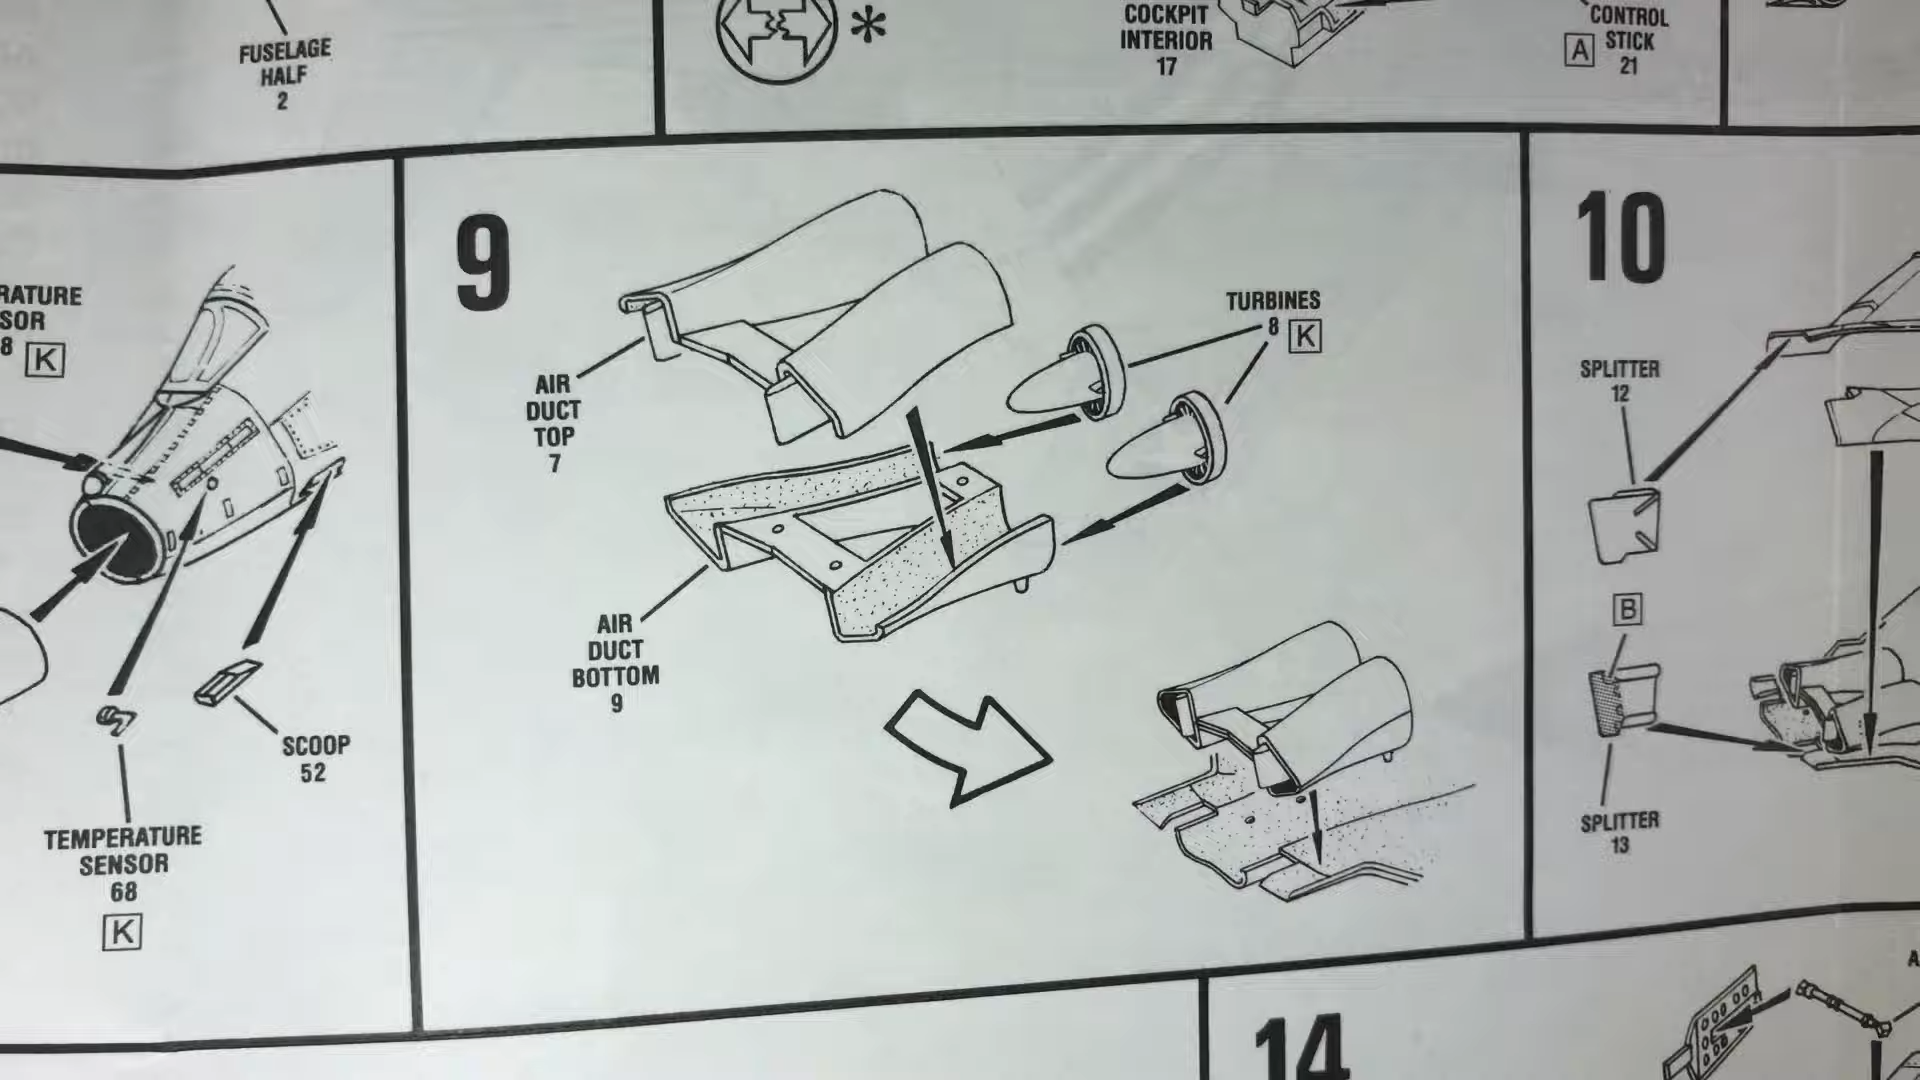 FUSELAGE
HALF
2
*
COCKPIT
INTERIOR
17
CONTROL
A STICK
21
RATURE
SOR
8 K
TEMPERATURE
SENSOR
68
K
SCOOP
52
9
AIR
DUCT
TOP
7
TURBINES
8 K
AIR
DUCT
BOTTOM
9
10
SPLITTER
12
B
SPLITTER
13
14
A